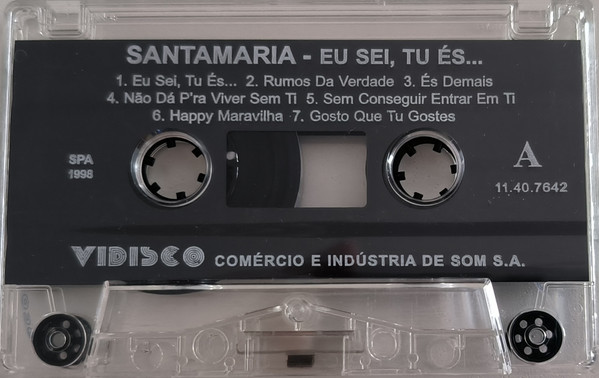 SANTAMARIA - EU SEI, TU ÉS...
1. Eu Sei, Tu És... 2. Rumos Da Verdade 3. És Demais
4. Não Dá P'ra Viver Sem Ti 5. Sem Conseguir Entrar Em Ti
6. Happy Maravilha 7. Gosto Que Tu Gostes
SPA
1998
A
11.40.7642
VIDISCO COMÉRCIO E INDÚSTRIA DE SOM S.A.